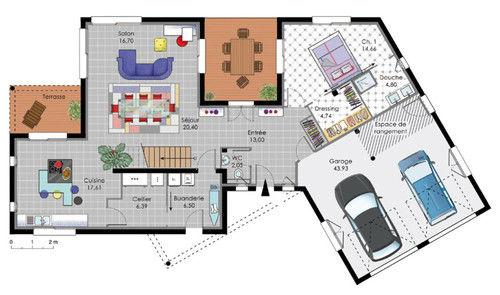 Salon
16,70
Ch. 1
14,66
Douche
4,80
Terrasse
Dressing
4,74
Séjour
20,40
Entrée
13,00
Espace de
rangement
WC
2,05
Garage
43,93
Cuisine
17,61
Cellier
6,39
Buanderie
6,50
0 1 2 m